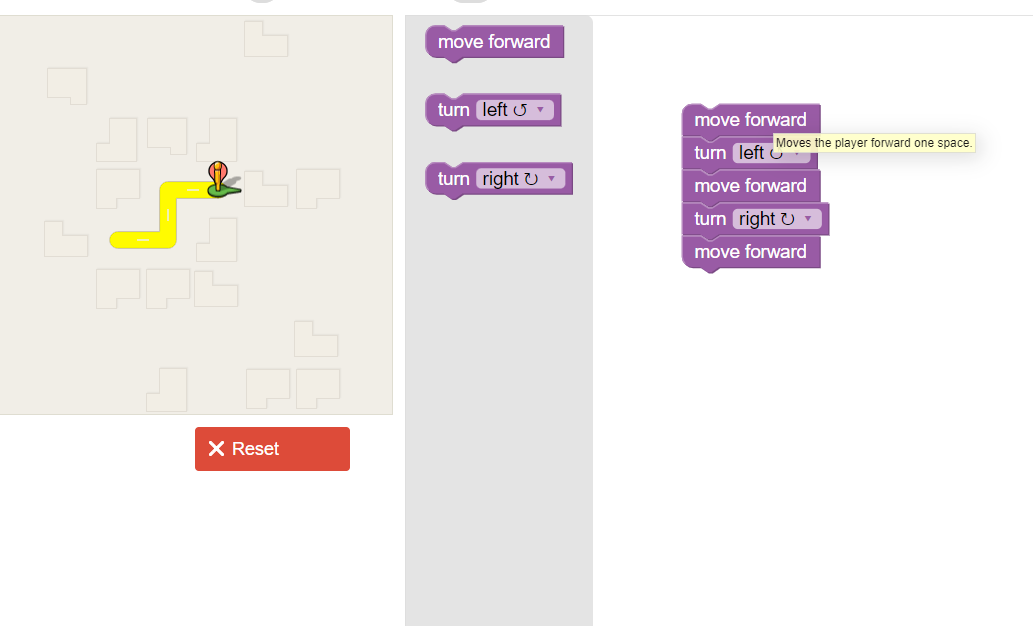 move forward
turn left ↺ ▾
turn right ↻ ▾
move forward
Moves the player forward one space.
turn left ↺ ▾
move forward
turn right ↻ ▾
move forward
Reset